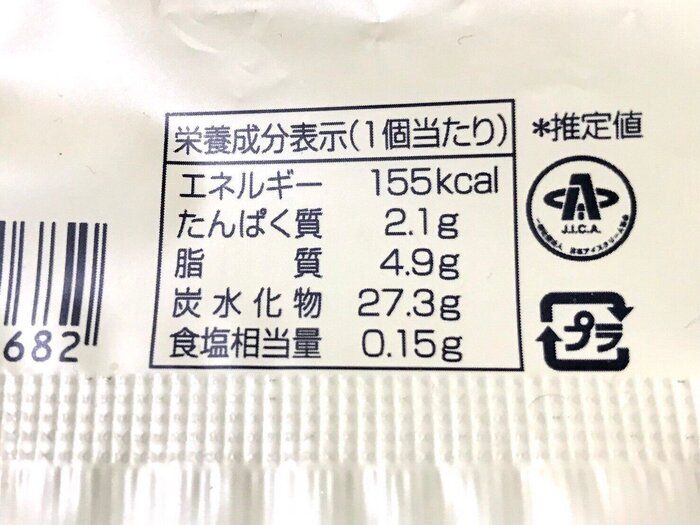 栄養成分表示(1個当たり)
エネルギー 155kcal
たんぱく質 2.1g
脂質 4.9g
炭水化物 27.3g
食塩相当量 0.15g
*推定値
J.I.C.A.
プラ
682